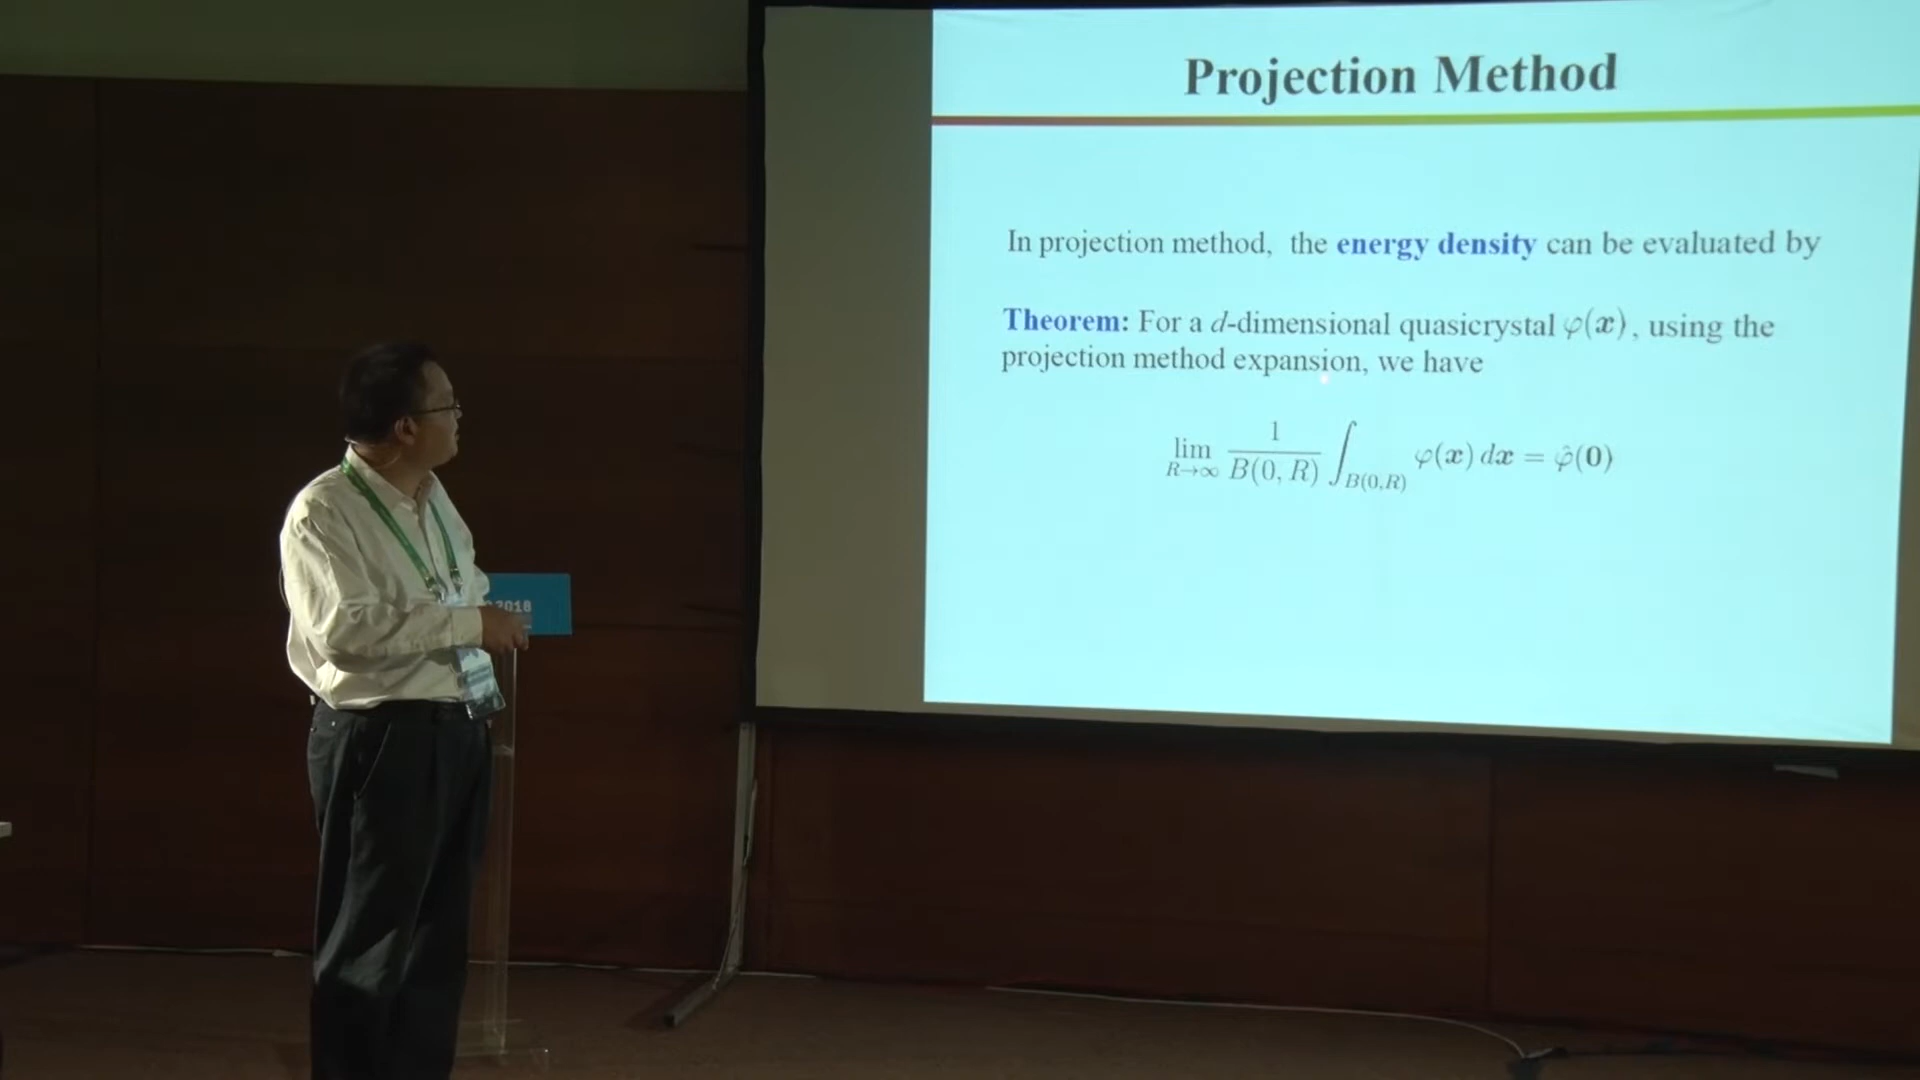 Projection Method
In projection method, the energy density can be evaluated by
Theorem: For a d-dimensional quasicrystal φ(x), using the
projection method expansion, we have
lim_{R→∞} \frac{1}{B(0, R)} ∫_{B(0,R)} φ(x) dx = φ̂(0)
2018